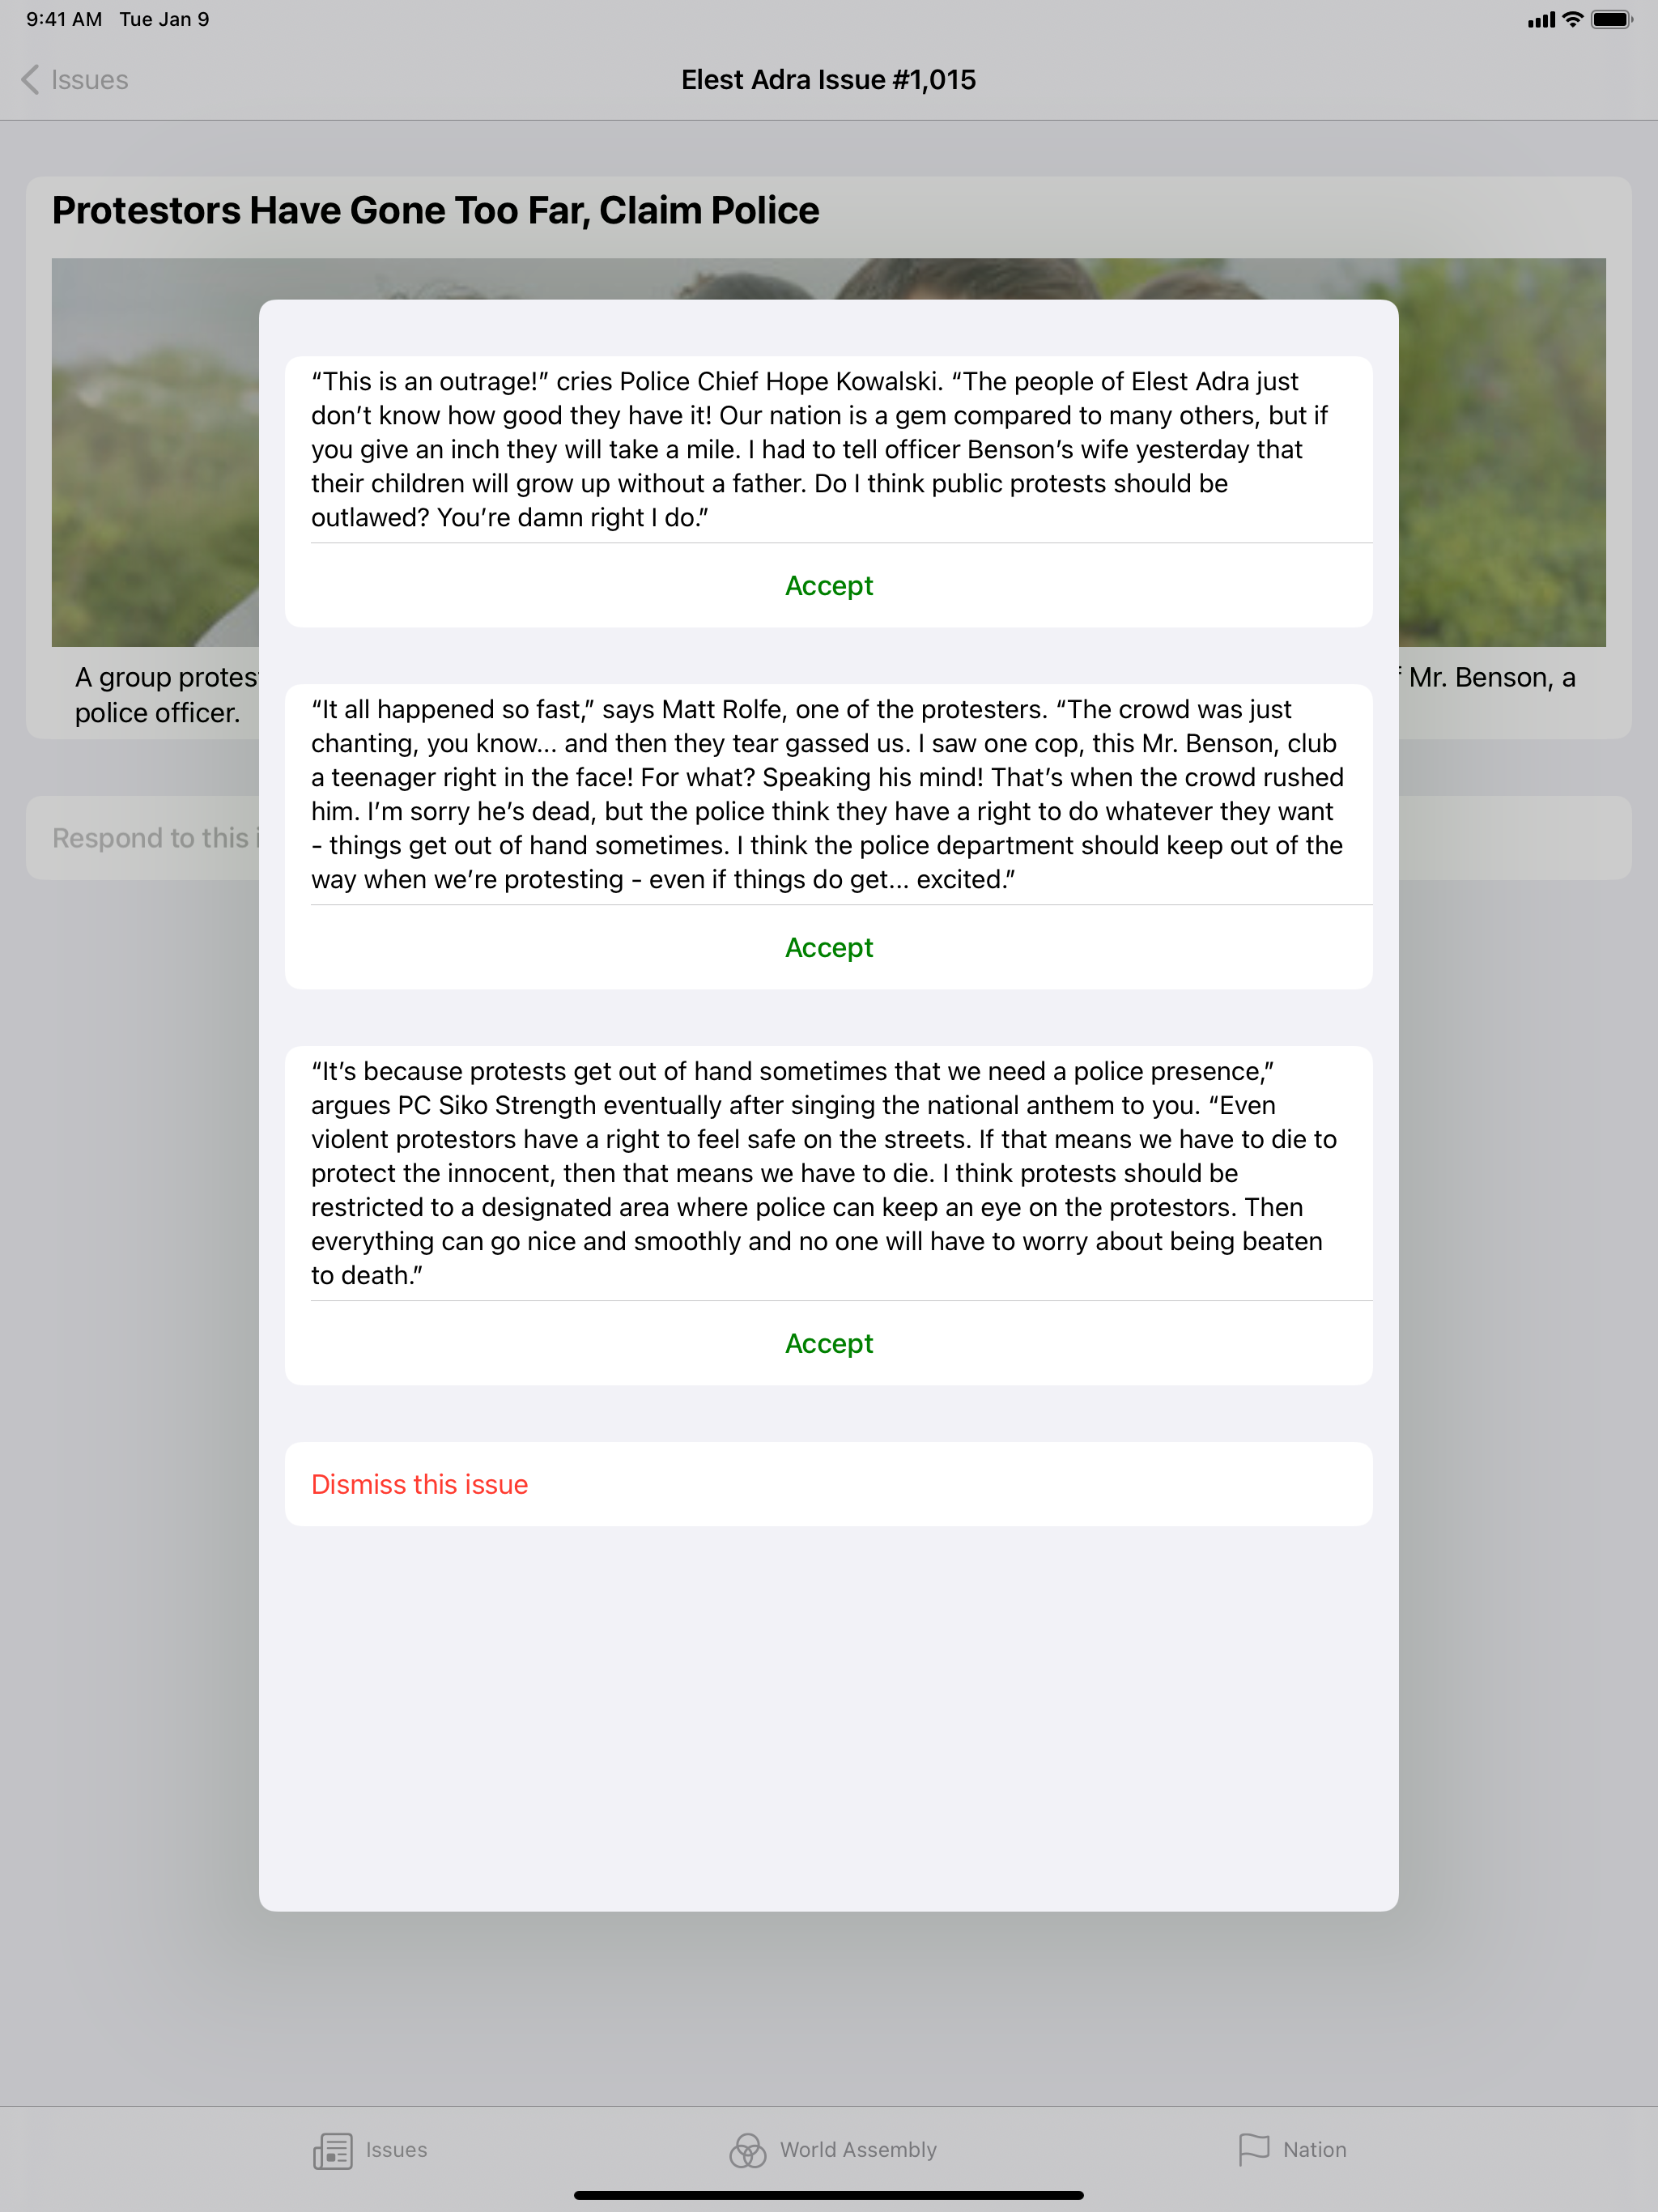 9:41 AM Tue Jan 9
Issues
Elest Adra Issue #1,015
Protestors Have Gone Too Far, Claim Police
“This is an outrage!” cries Police Chief Hope Kowalski. “The people of Elest Adra just
don’t know how good they have it! Our nation is a gem compared to many others, but if
you give an inch they will take a mile. I had to tell officer Benson’s wife yesterday that
their children will grow up without a father. Do I think public protests should be
outlawed? You’re damn right I do.”
Accept
A group
Mr. Benson, a
police officer.
“It all happened so fast,” says Matt Rolfe, one of the protesters. “The crowd was just
chanting, you know... and then they tear gassed us. I saw one cop, this Mr. Benson, club
a teenager right in the face! For what? Speaking his mind! That’s when the crowd rushed
him. I’m sorry he’s dead, but the police think they have a right to do whatever they want
- things get out of hand sometimes. I think the police department should keep out of the
way when we’re protesting - even if things do get... excited.”
Accept
Respond to this
“It’s because protests get out of hand sometimes that we need a police presence,”
argues PC Siko Strength eventually after singing the national anthem to you. “Even
violent protestors have a right to feel safe on the streets. If that means we have to die to
protect the innocent, then that means we have to die. I think protests should be
restricted to a designated area where police can keep an eye on the protestors. Then
everything can go nice and smoothly and no one will have to worry about being beaten
to death.”
Accept
Dismiss this issue
Issues
World Assembly
Nation